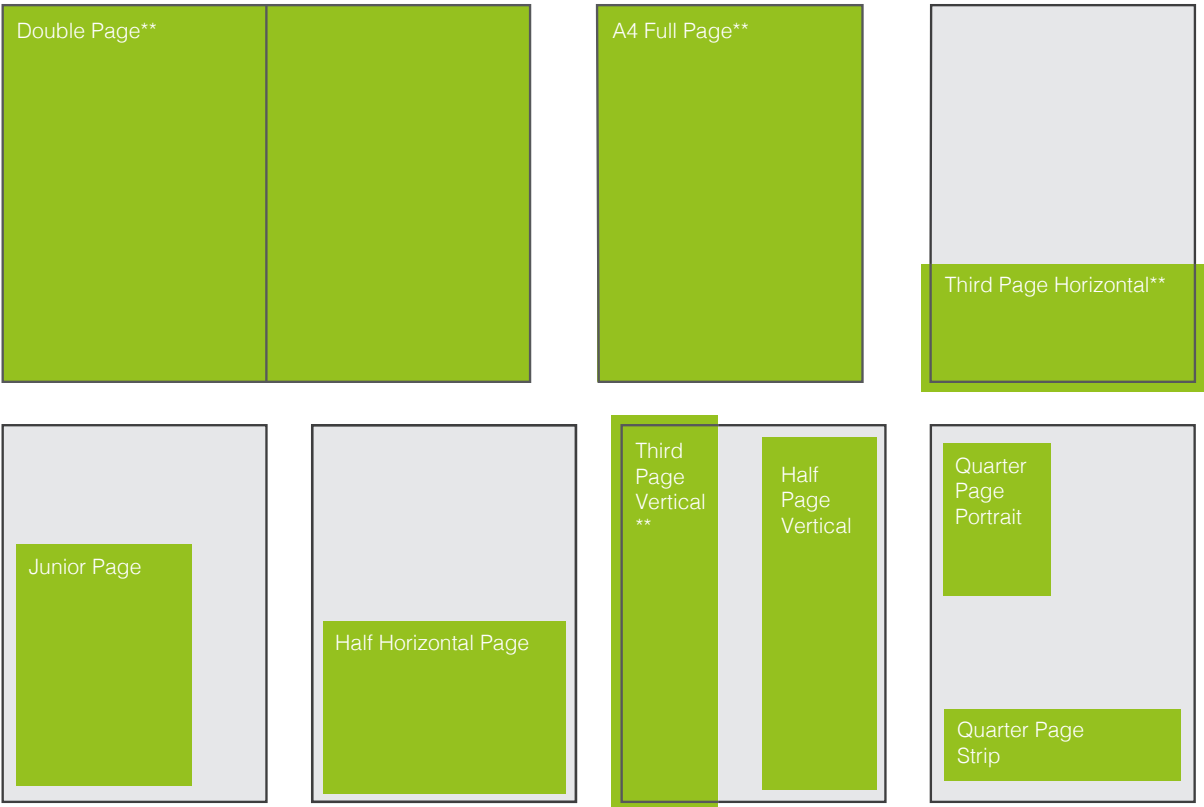 Double Page**
A4 Full Page**
Third Page Horizontal**
Junior Page
Half Horizontal Page
Third
Page
Vertical
**
Half
Page
Vertical
Quarter
Page
Portrait
Quarter Page
Strip